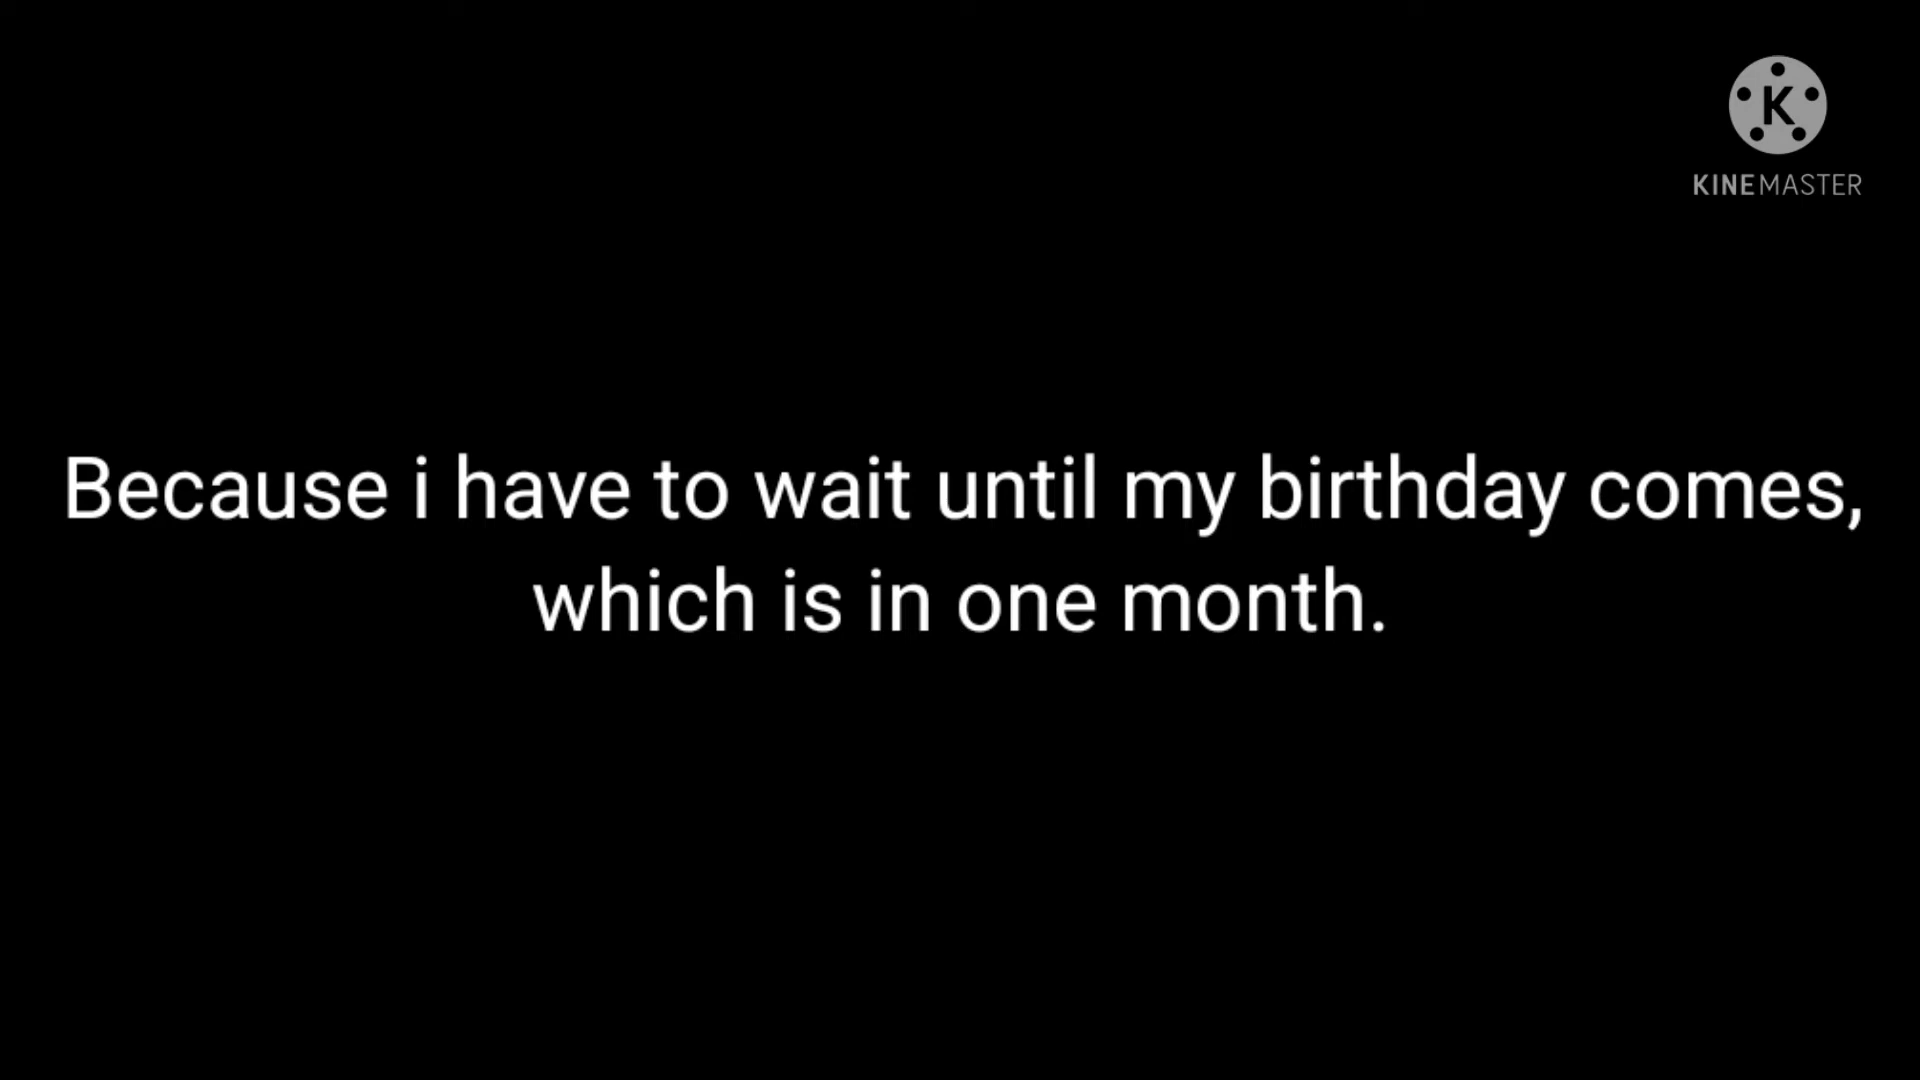 K
KINEMASTER
Because i have to wait until my birthday comes,
which is in one month.